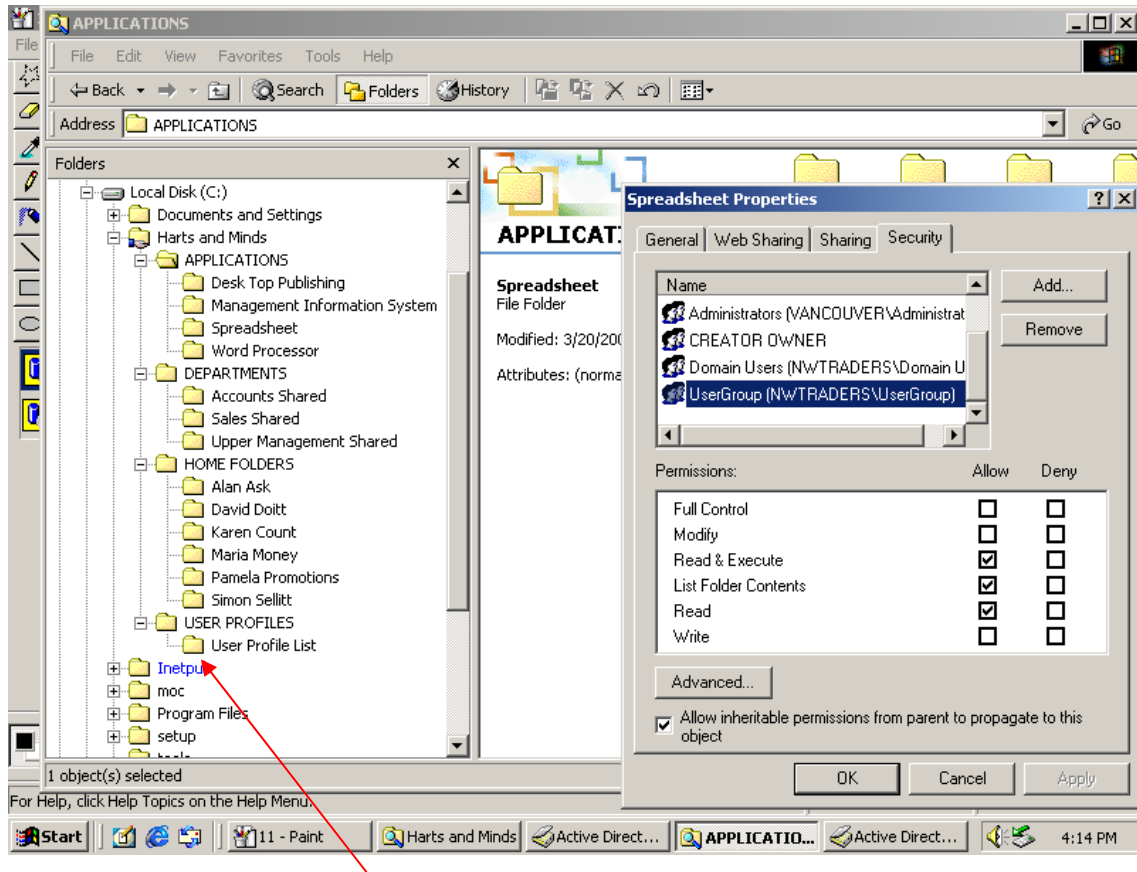 APPLICATIONS
File
File Edit View Favorites Tools Help
Back Search Folders History
Address APPLICATIONS Go
Folders
Local Disk (C:)
Documents and Settings
Harts and Minds
APPLICATIONS
Desk Top Publishing
Management Information System
Spreadsheet
Word Processor
DEPARTMENTS
Accounts Shared
Sales Shared
Upper Management Shared
HOME FOLDERS
Alan Ask
David Doitt
Karen Count
Maria Money
Pamela Promotions
Simon Sellitt
USER PROFILES
User Profile List
Inetpu
moc
Program Files
setup
APPLICAT
Spreadsheet
File Folder
Modified: 3/20/200
Attributes: (norma
Spreadsheet Properties
General Web Sharing Sharing Security
Name
Administrators (VANCOUVER\Administrat
CREATOR OWNER
Domain Users (NWTRADERS\Domain U
UserGroup (NWTRADERS\UserGroup)
Add...
Remove
Permissions: Allow Deny
Full Control
Modify
Read & Execute
List Folder Contents
Read
Write
Advanced...
Allow inheritable permissions from parent to propagate to this
object
OK Cancel Apply
1 object(s) selected
For Help, click Help Topics on the Help Menu.
Start 11 - Paint Harts and Minds Active Direct... APPLICATIO... Active Direct... 4:14 PM